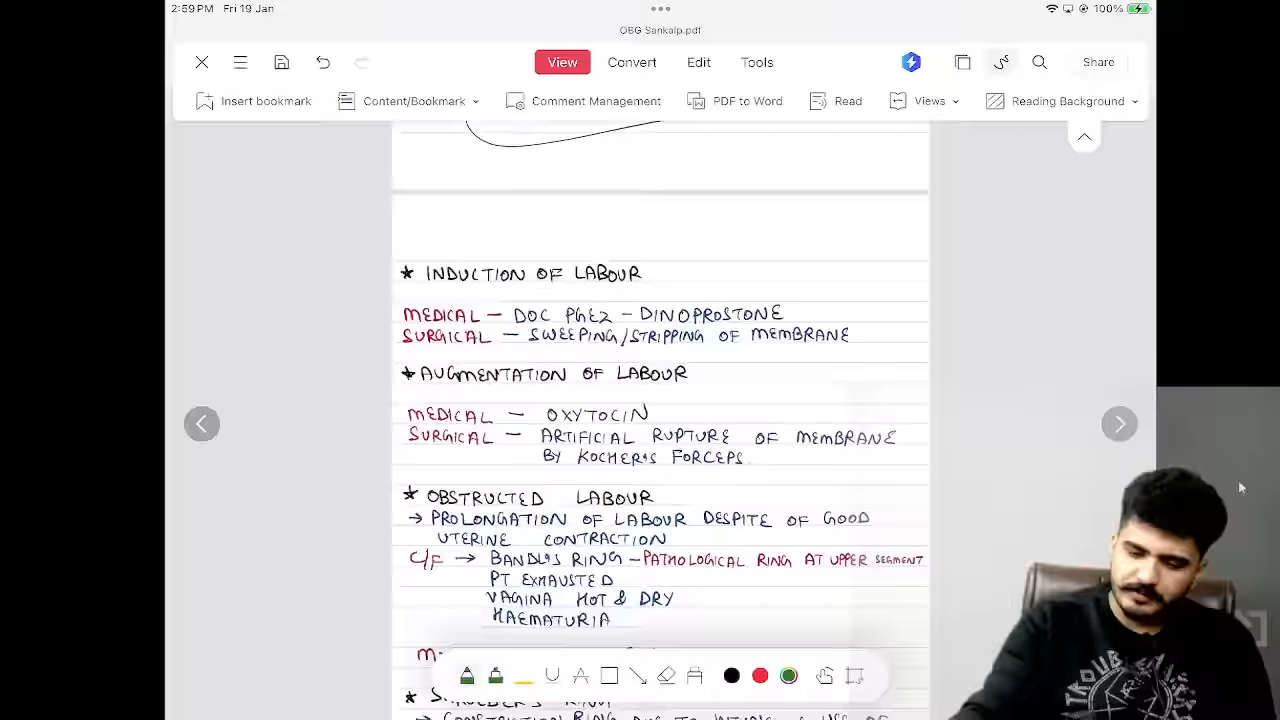 2:59 PM Fri 19 Jan
100%
OBG Sankalp.pdf
View Convert Edit Tools Share
Insert bookmark Content/Bookmark Comment Management PDF to Word Read Views Reading Background
★ INDUCTION OF LABOUR
MEDICAL — DOC PGE2 - DINOPROSTONE
SURGICAL — SWEEPING/STRIPPING OF MEMBRANE
★ AUGMENTATION OF LABOUR
MEDICAL — OXYTOCIN
SURGICAL — ARTIFICIAL RUPTURE OF MEMBRANE
BY KOCHER'S FORCEPS.
★ OBSTRUCTED LABOUR
→ PROLONGATION OF LABOUR DESPITE OF GOOD
UTERINE CONTRACTION
C/F → BANDL'S RING - PATHOLOGICAL RING AT UPPER SEGMENT
PT EXHAUSTED
VAGINA HOT & DRY
HAEMATURIA